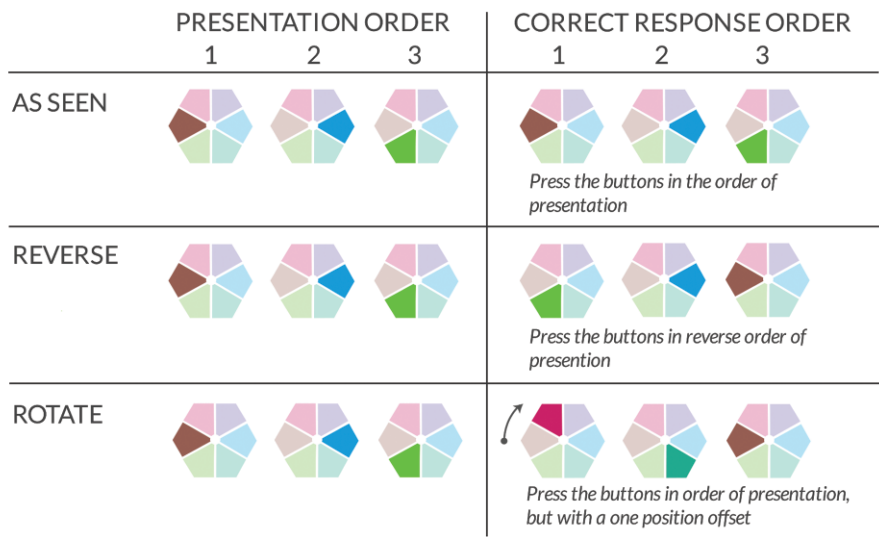 PRESENTATION ORDER
CORRECT RESPONSE ORDER
1 2 3
1 2 3
AS SEEN
Press the buttons in the order of
presentation
REVERSE
Press the buttons in reverse order of
presention
ROTATE
Press the buttons in order of presentation,
but with a one position offset